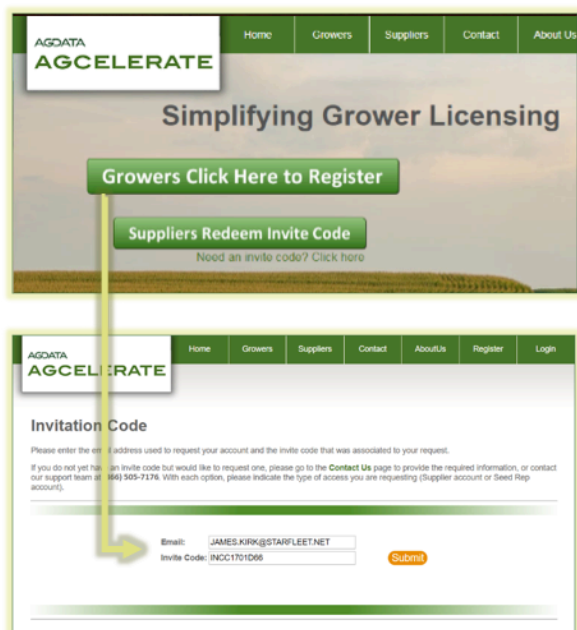 AGDATA
AGCELERATE
Home Growers Suppliers Contact About Us
Simplifying Grower Licensing
Growers Click Here to Register
Suppliers Redeem Invite Code
Need an invite code? Click here
AGDATA
AGCELERATE
Home Growers Suppliers Contact AboutUs Register Login
Invitation Code
Please enter the email address used to request your account and the invite code that was associated to your request.
If you do not yet have an invite code but would like to request one, please go to the Contact Us page to provide the required information, or contact
our support team at 866) 505-7176. With each option, please indicate the type of access you are requesting (Supplier account or Seed Rep
account).
Email: JAMES.KIRK@STARFLEET.NET
Invite Code: INCC1701D66
Submit